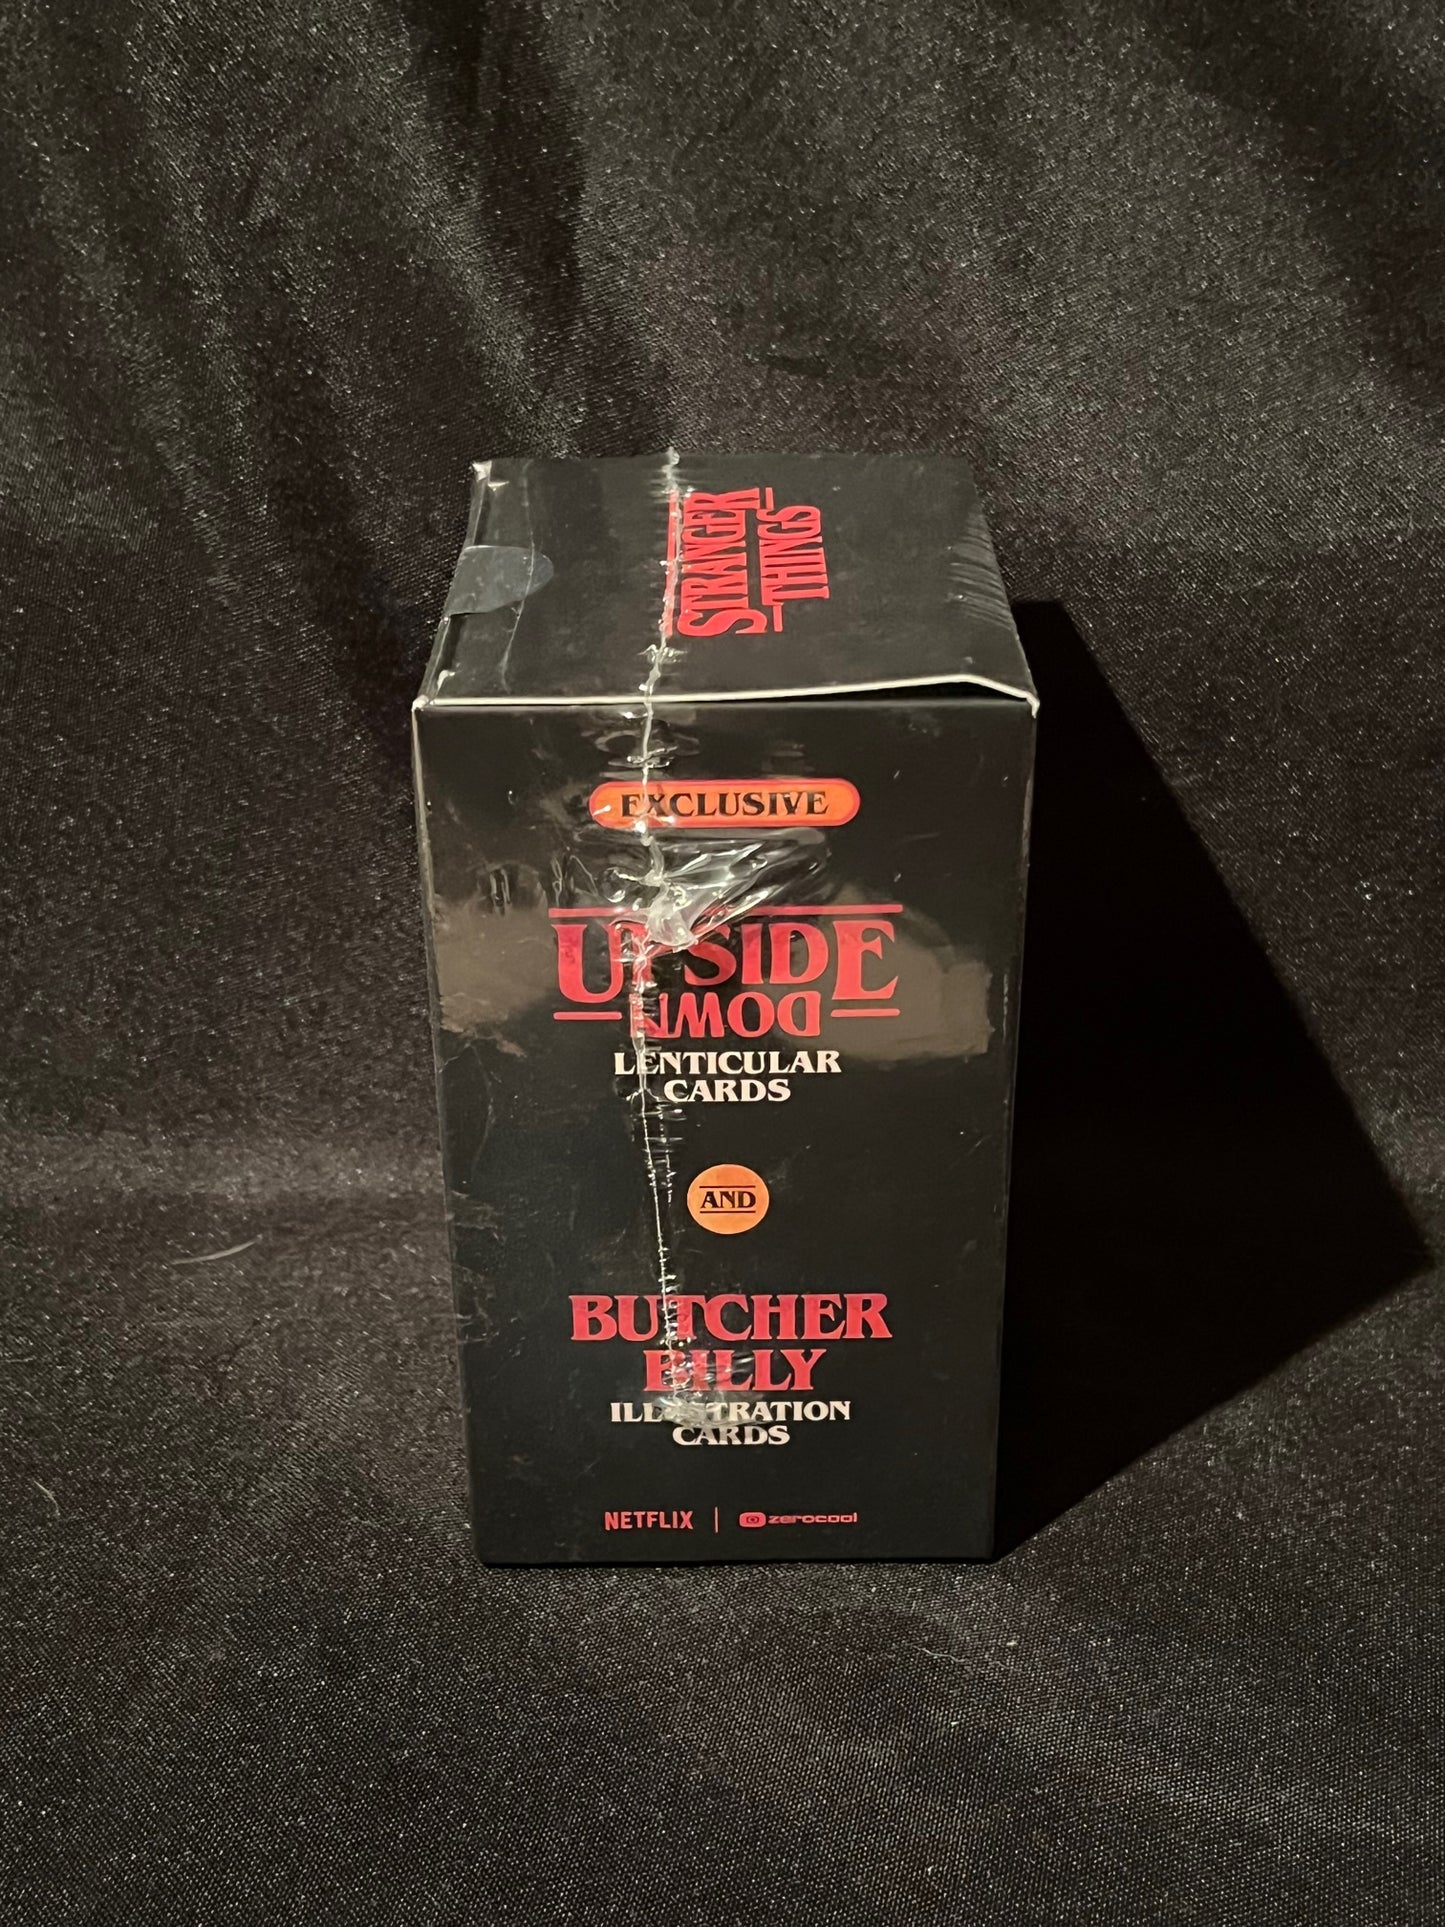 STRANGER
THINGS
EXCLUSIVE
UPSIDE
DOWN
LENTICULAR
CARDS
AND
BUTCHER
BILLY
ILLUSTRATION
CARDS
NETFLIX | zerocool